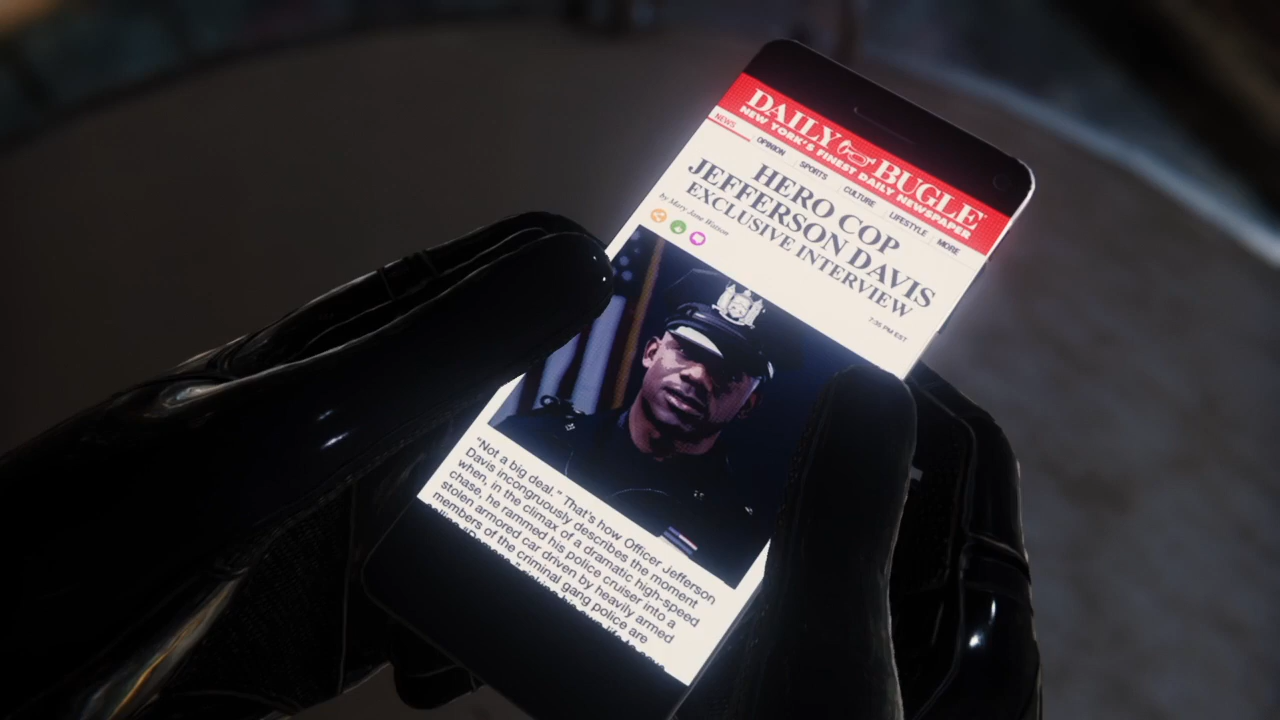 DAILY BUGLE
NEW YORK'S FINEST DAILY NEWSPAPER
NEWS OPINION SPORTS CULTURE LIFESTYLE MORE
HERO COP
JEFFERSON DAVIS
EXCLUSIVE INTERVIEW
by Mary Jane Watson
7:36 PM EST
"Not a big deal." That's how Officer Jefferson
Davis incongruously describes the moment
when, in the climax of a dramatic high-speed
chase, he rammed his police cruiser into a
stolen armored car driven by heavily armed
members of the criminal gang police are